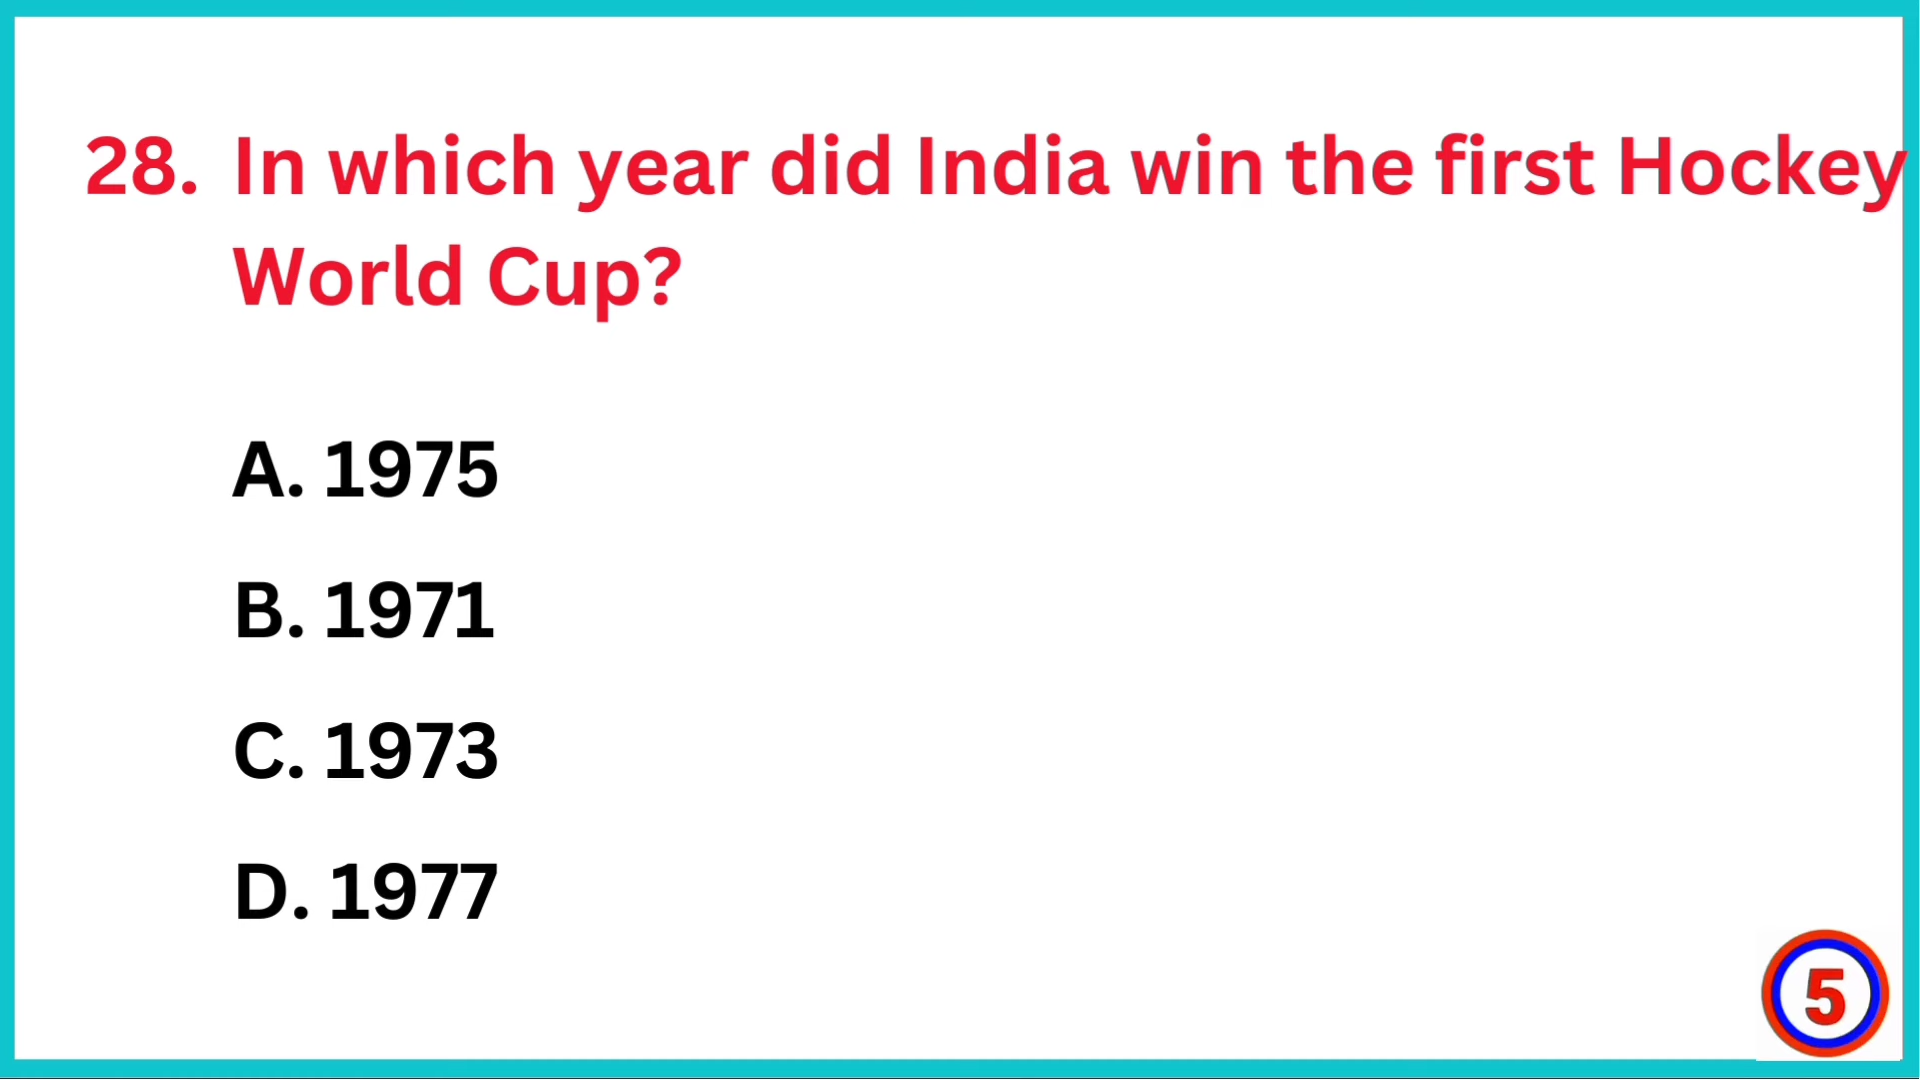 28. In which year did India win the first Hockey
World Cup?
A. 1975
B. 1971
C. 1973
D. 1977
5